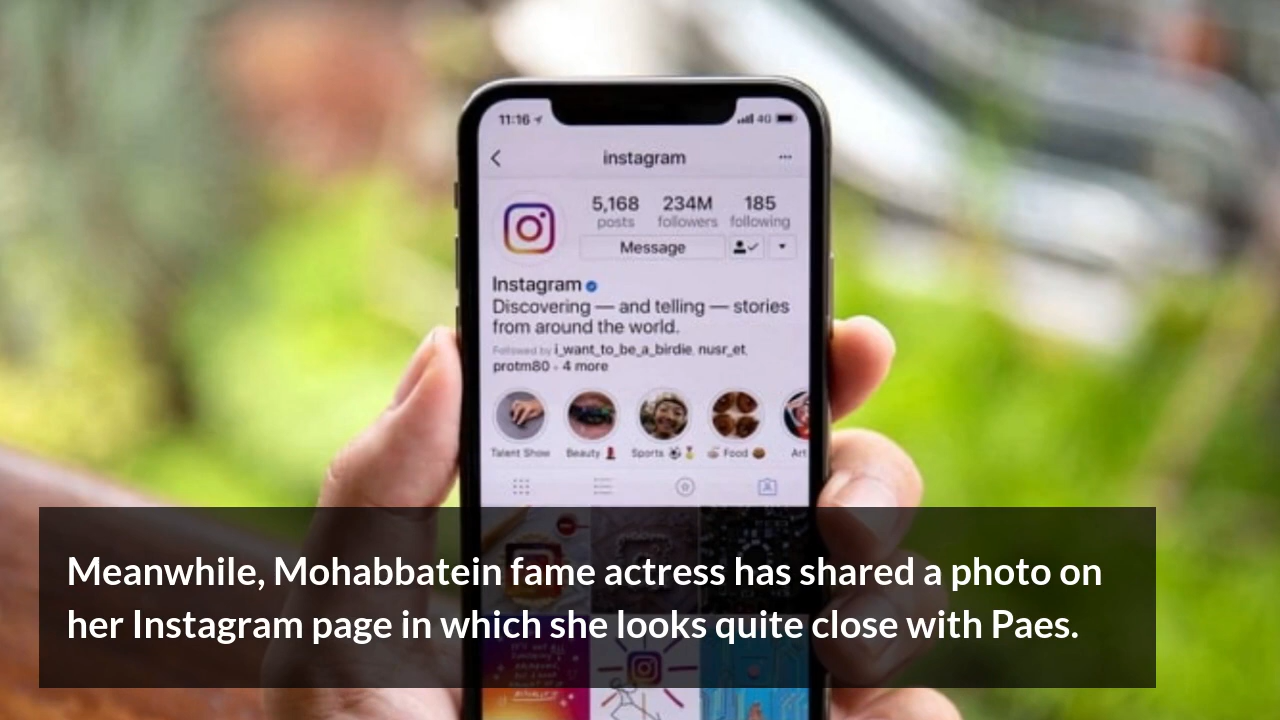 11:16
4G
instagram
5,168 234M 185
posts followers following
Message
Instagram
Discovering — and telling — stories
from around the world.
Followed by i_want_to_be_a_birdie, nusr_et,
protm80 · 4 more
Talent Show Beauty Sports Food Art
Meanwhile, Mohabbatein fame actress has shared a photo on
her Instagram page in which she looks quite close with Paes.